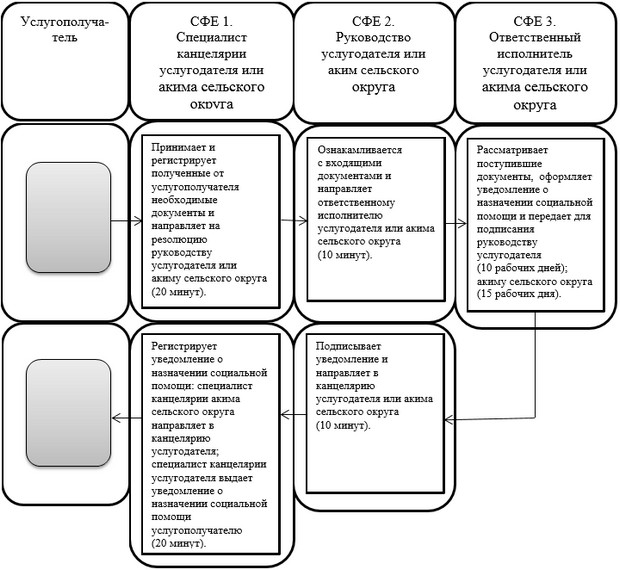 Услугополуча-
тель
СФЕ 1.
Специалист
канцелярии
услугодателя или
акима сельского
округа
СФЕ 2.
Руководство
услугодателя или
аким сельского
округа
СФЕ 3.
Ответственный
исполнитель
услугодателя или
акима сельского
округа
Принимает и
регистрирует
полученные от
услугополучателя
необходимые
документы и
направляет на
резолюцию
руководству
услугодателя или
акиму сельского округа
(20 минут).
Ознакамливается
с входящими
документами и
направляет
ответственному
исполнителю
услугодателя или акима
сельского округа
(10 минут).
Рассматривает
поступившие
документы, оформляет
уведомление о
назначении социальной
помощи и передает для
подписания
руководству
услугодателя
(10 рабочих дней);
акиму сельского округа
(15 рабочих дня).
Регистрирует
уведомление о
назначении социальной
помощи: специалист
канцелярии акима
сельского округа
направляет в
канцелярию
услугодателя;
специалист канцелярии
услугодателя выдает
уведомление о
назначении социальной
помощи
услугополучателю
(20 минут).
Подписывает
уведомление и
направляет в
канцелярию
услугодателя или акима
сельского округа
(10 минут).